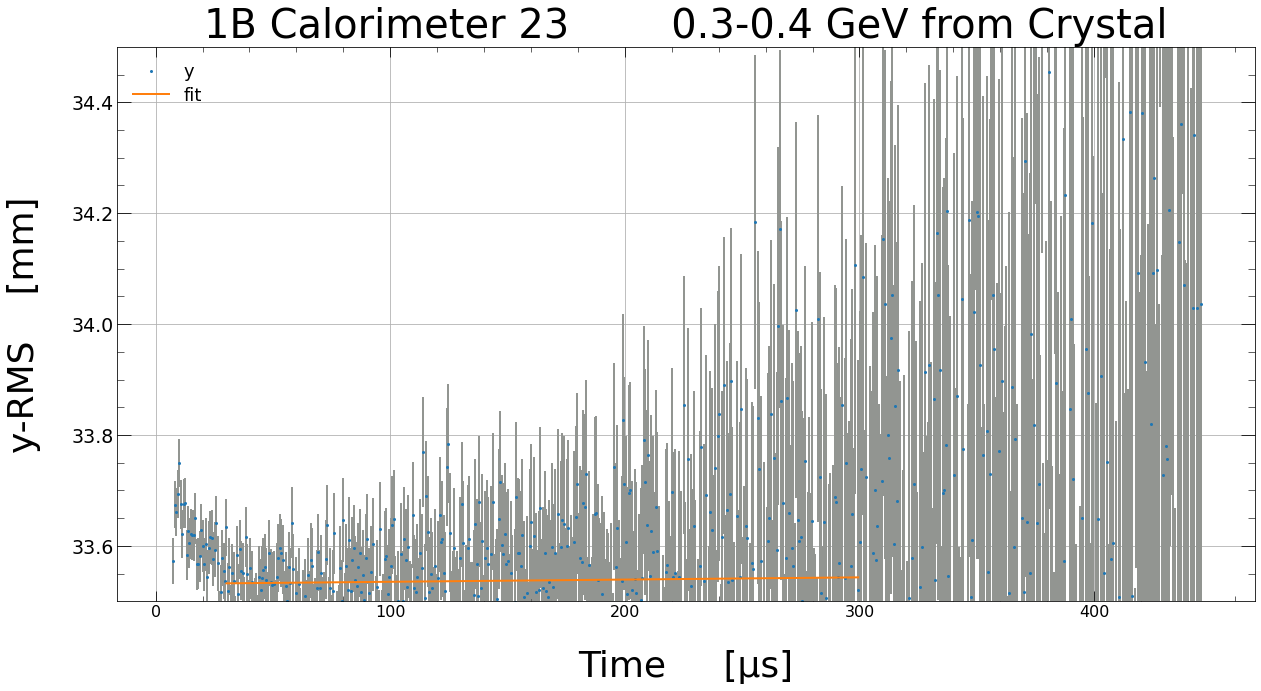 1B Calorimeter 23 0.3-0.4 GeV from Crystal
y
fit
34.4
34.2
34.0
33.8
33.6
y-RMS [mm]
0 100 200 300 400
Time [µs]